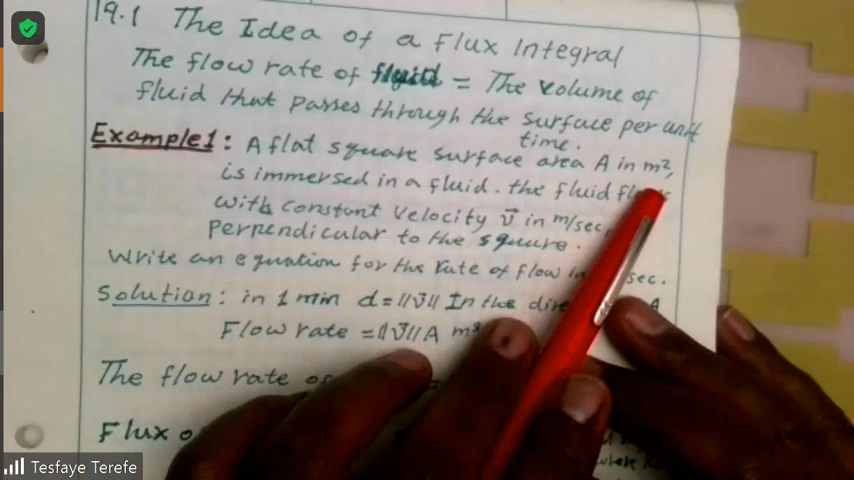 19.1 The Idea of a Flux Integral
The flow rate of fluid = The volume of
fluid that passes through the surface per unit
time.
Example1: A flat square surface area A in m²,
is immersed in a fluid. the fluid
with constant velocity v⃗ in m/sec,
perpendicular to the square.
Write an equation for the rate of flow in sec.
Solution: in 1 min d = ||v⃗|| In the A
Flow rate = ||v⃗|| A m³
The flow rate of =
Flux
Tesfaye Terefe